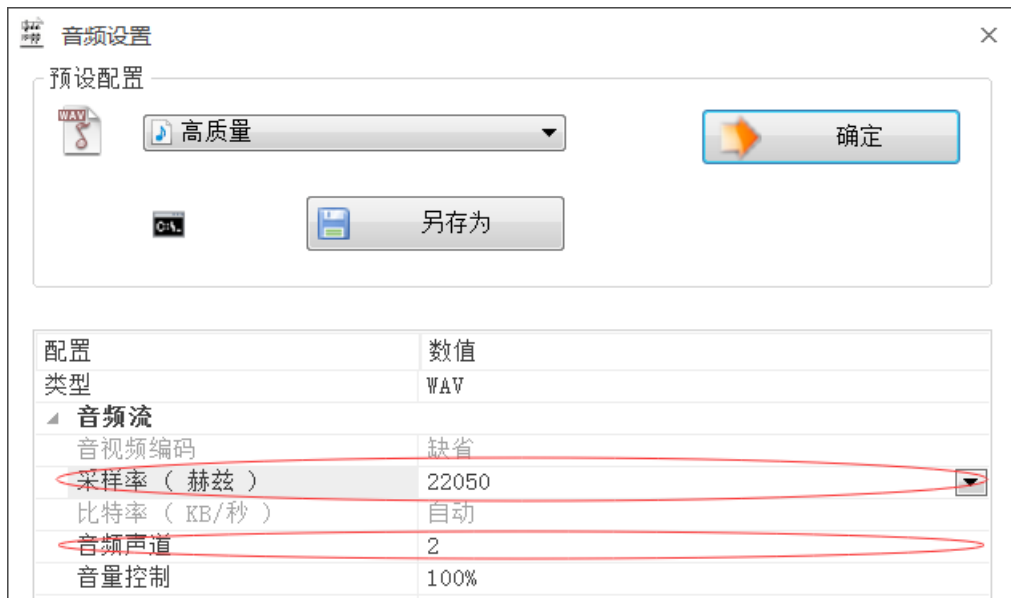 音频设置
预设配置
WAV
高质量
确定
C:\.
另存为
配置 数值
类型 WAV
音频流
音视频编码 缺省
采样率 ( 赫兹 ) 22050
比特率 ( KB/秒 ) 自动
音频声道 2
音量控制 100%